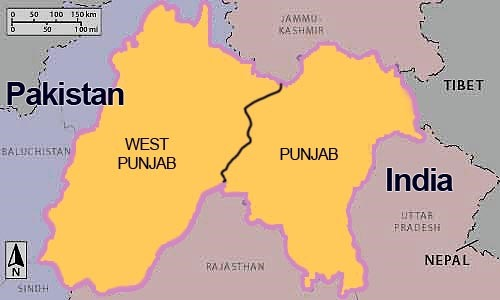 0 50 100 150 km
0 50 100 mi
JAMMU-
KASHMIR
TIBET
Pakistan
WEST
PUNJAB
PUNJAB
BALUCHISTAN
India
UTTAR
PRADESH
NEPAL
RAJASTHAN
N
SINDH